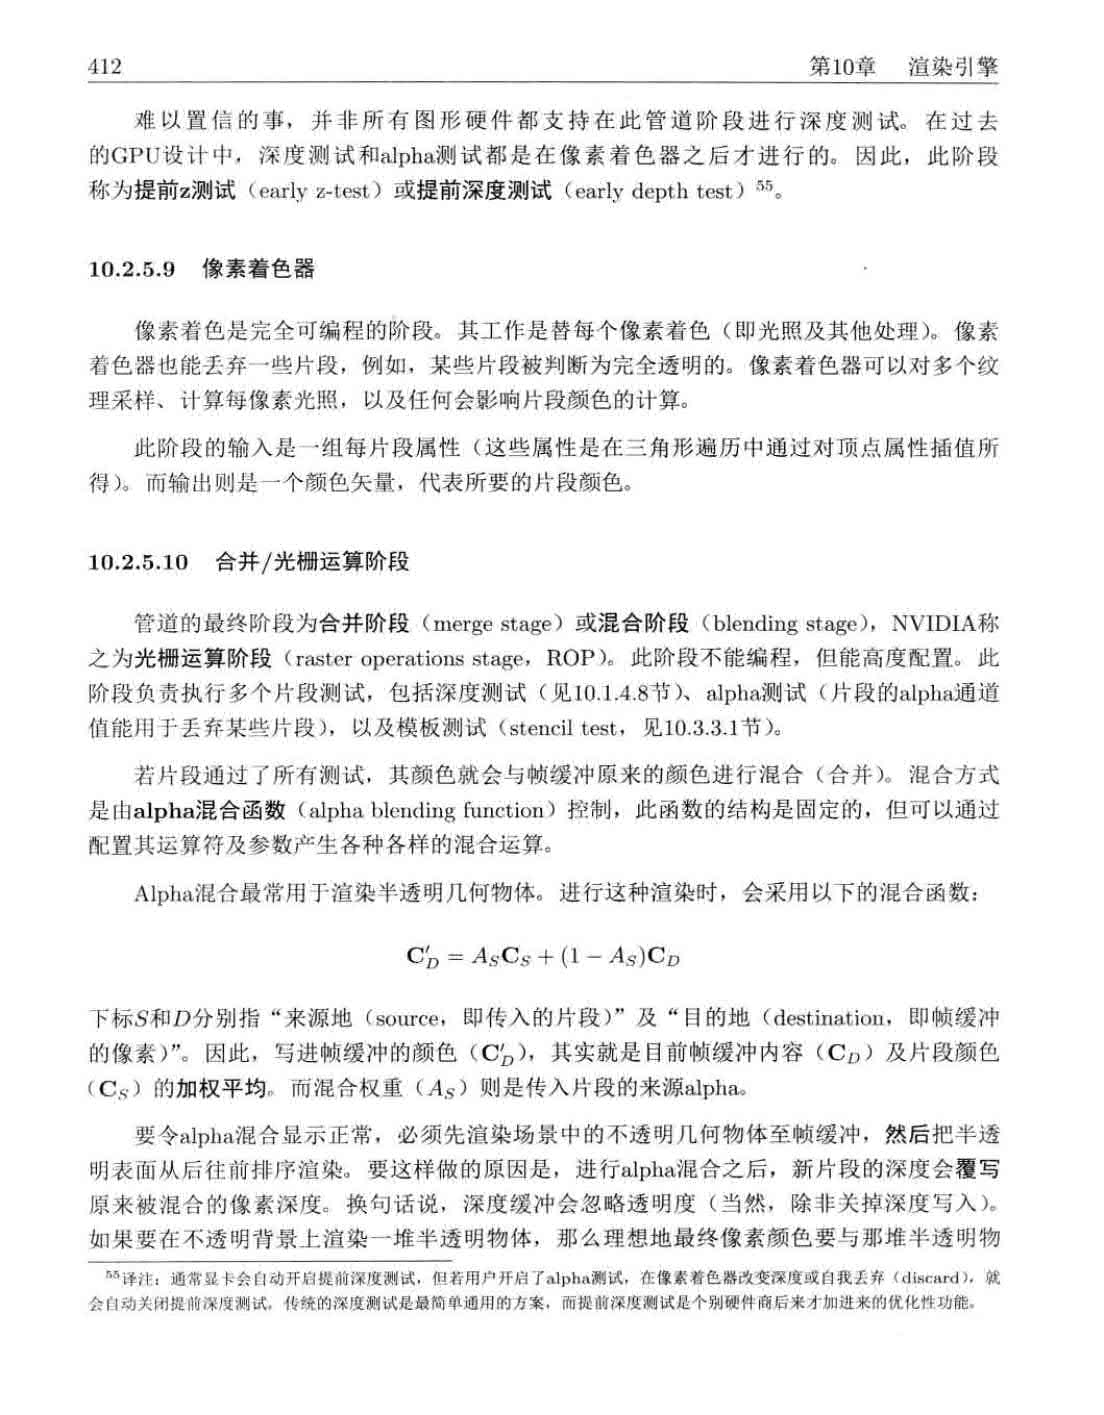 412 第10章 渲染引擎
难以置信的事，并非所有图形硬件都支持在此管道阶段进行深度测试。在过去
的GPU设计中，深度测试和alpha测试都是在像素着色器之后才进行的。因此，此阶段
称为提前z测试（early z-test）或提前深度测试（early depth test）⁵⁵。
10.2.5.9 像素着色器
像素着色是完全可编程的阶段。其工作是替每个像素着色（即光照及其他处理）。像素
着色器也能丢弃一些片段，例如，某些片段被判断为完全透明的。像素着色器可以对多个纹
理采样、计算每像素光照，以及任何会影响片段颜色的计算。
此阶段的输入是一组每片段属性（这些属性是在三角形遍历中通过对顶点属性插值所
得）。而输出则是一个颜色矢量，代表所要的片段颜色。
10.2.5.10 合并/光栅运算阶段
管道的最终阶段为合并阶段（merge stage）或混合阶段（blending stage），NVIDIA称
之为光栅运算阶段（raster operations stage，ROP）。此阶段不能编程，但能高度配置。此
阶段负责执行多个片段测试，包括深度测试（见10.1.4.8节）、alpha测试（片段的alpha通道
值能用于丢弃某些片段），以及模板测试（stencil test，见10.3.3.1节）。
若片段通过了所有测试，其颜色就会与帧缓冲原来的颜色进行混合（合并）。混合方式
是由alpha混合函数（alpha blending function）控制，此函数的结构是固定的，但可以通过
配置其运算符及参数产生各种各样的混合运算。
Alpha混合最常用于渲染半透明几何物体。进行这种渲染时，会采用以下的混合函数：
C′_D = A_S C_S + (1 − A_S)C_D
下标S和D分别指“来源地（source，即传入的片段）”及“目的地（destination，即帧缓冲
的像素）”。因此，写进帧缓冲的颜色（C′_D），其实就是目前帧缓冲内容（C_D）及片段颜色
（C_S）的加权平均。而混合权重（A_S）则是传入片段的来源alpha。
要令alpha混合显示正常，必须先渲染场景中的不透明几何物体至帧缓冲，然后把半透
明表面从后往前排序渲染。要这样做的原因是，进行alpha混合之后，新片段的深度会覆写
原来被混合的像素深度。换句话说，深度缓冲会忽略透明度（当然，除非关掉深度写入）。
如果要在不透明背景上渲染一堆半透明物体，那么理想地最终像素颜色要与那堆半透明物
⁵⁵译注：通常显卡会自动开启提前深度测试，但若用户开启了alpha测试，在像素着色器改变深度或自我丢弃（discard），就
会自动关闭提前深度测试。传统的深度测试是最简单通用的方案，而提前深度测试是个别硬件商后来才加进来的优化性功能。